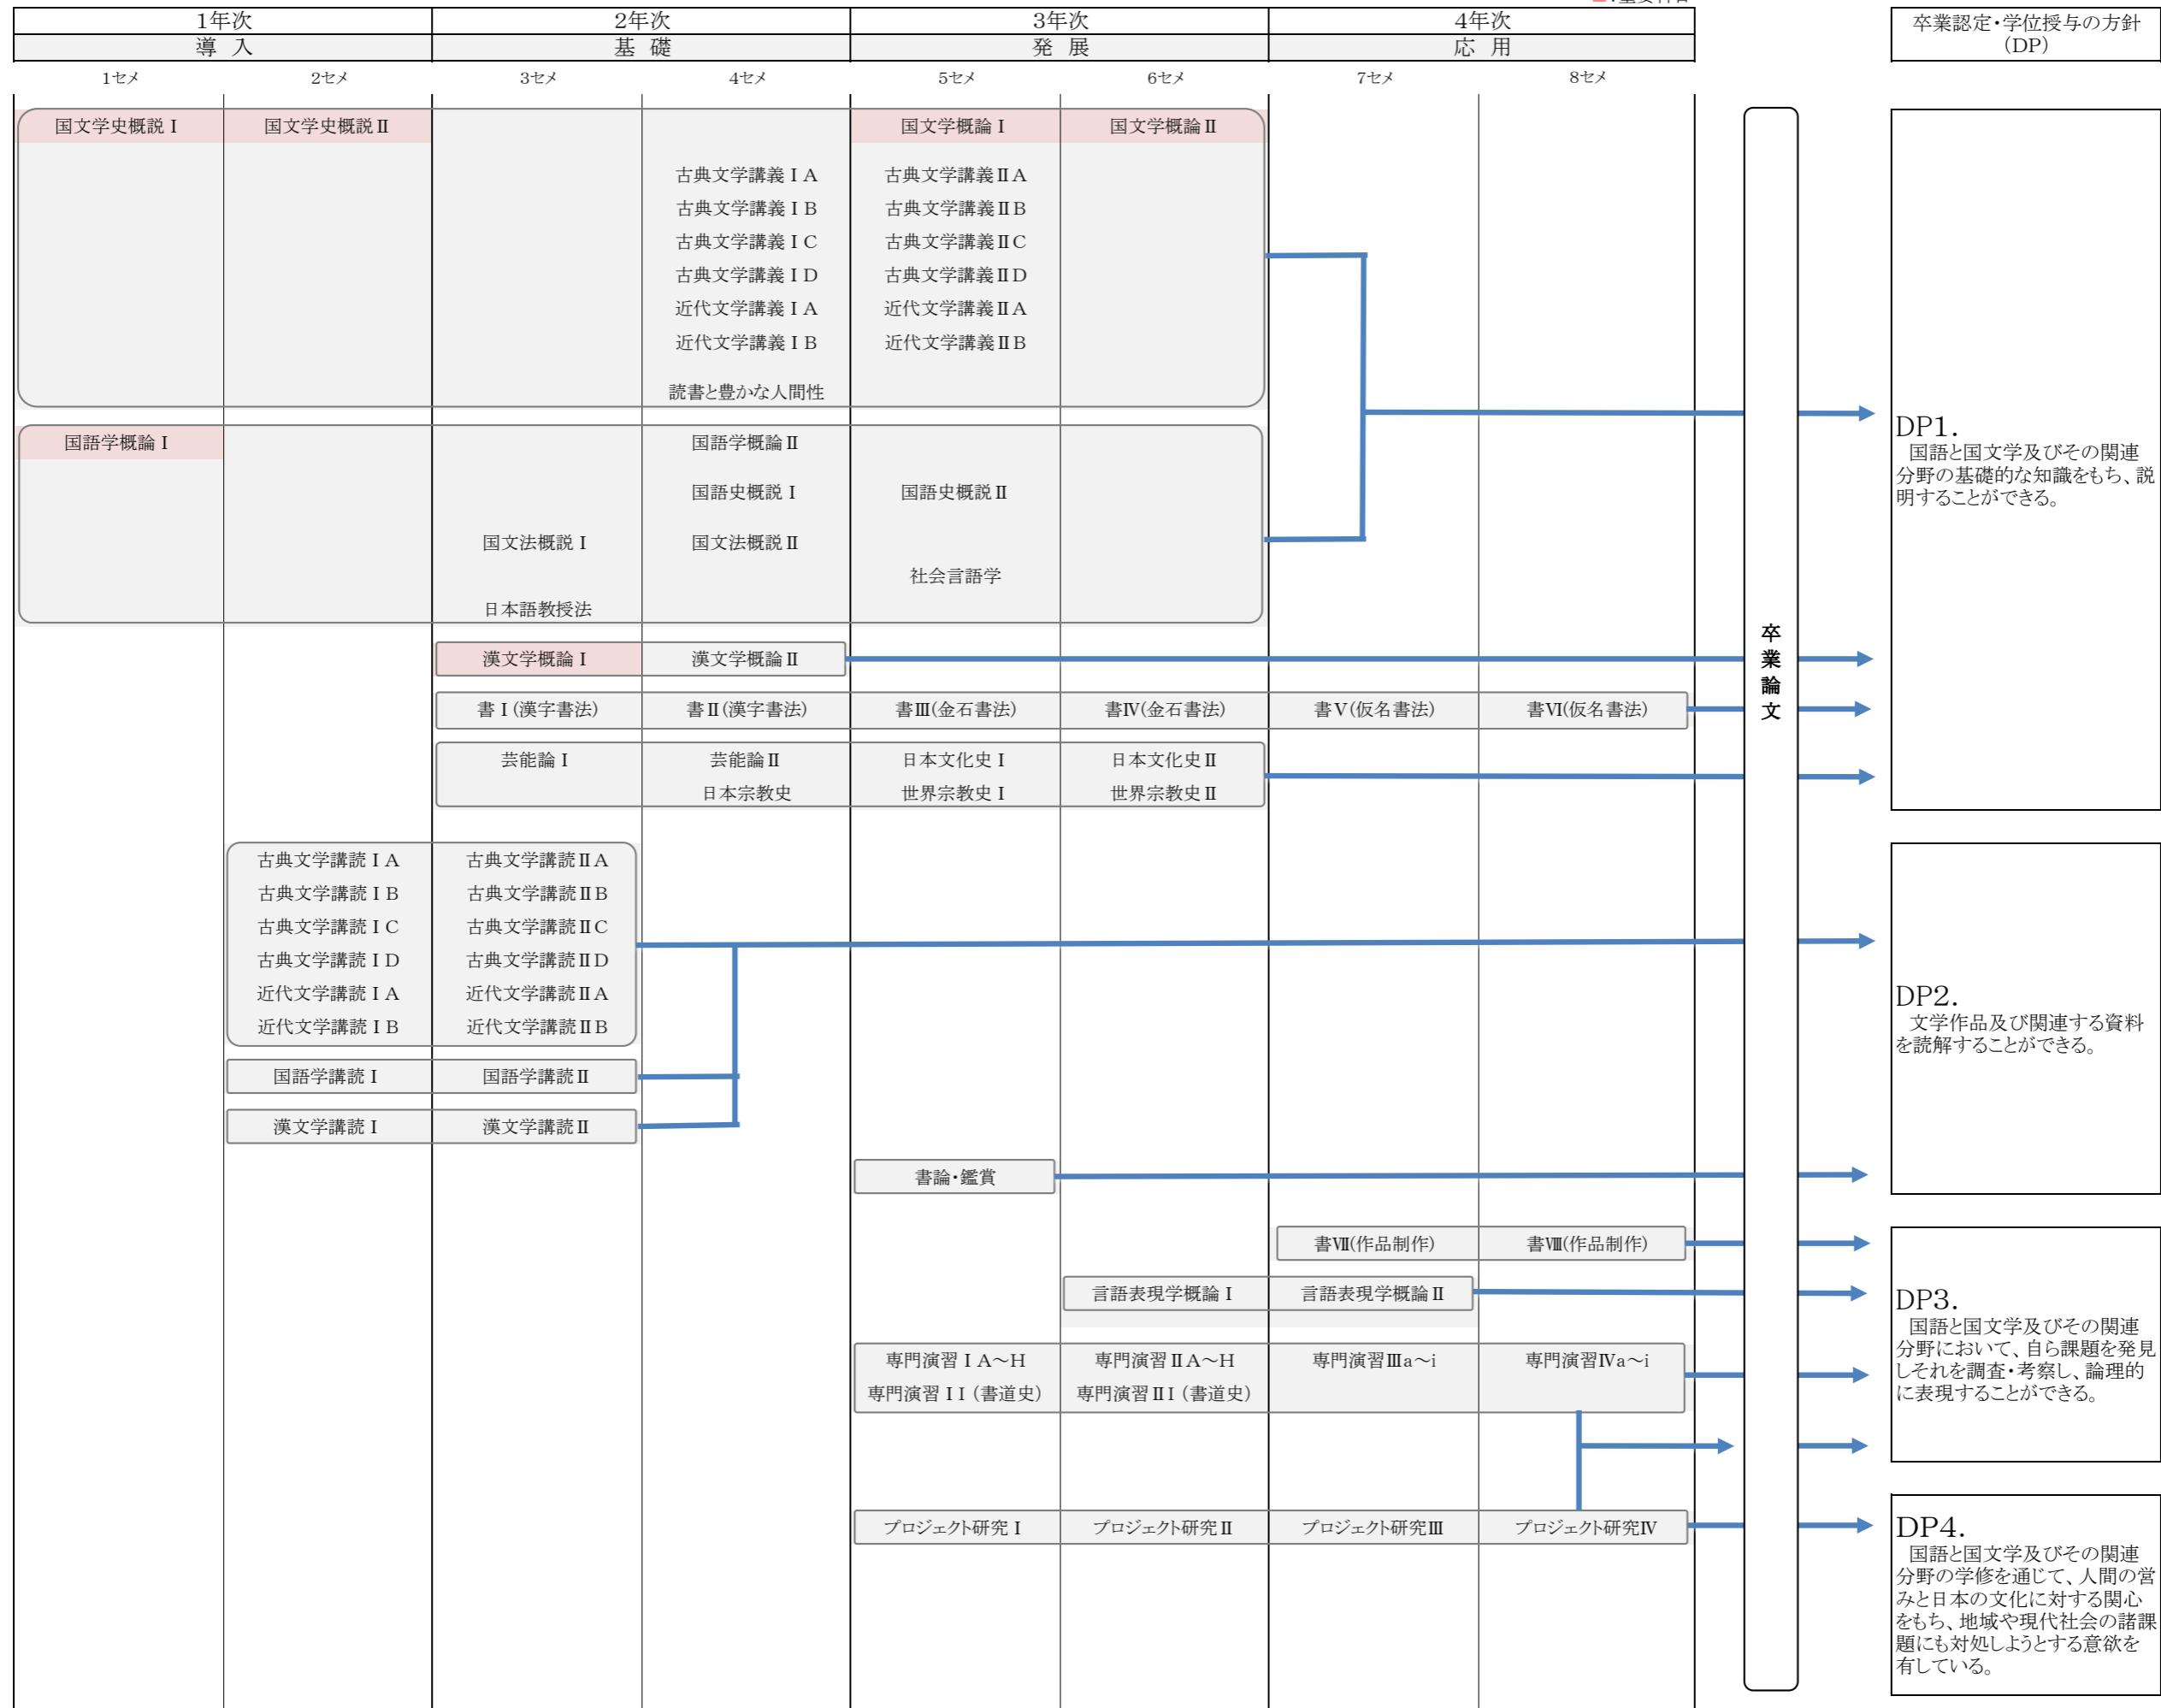 1年次 2年次 3年次 4年次 卒業認定・学位授与の方針
導 入 基 礎 発 展 応 用 (DP)
1セメ 2セメ 3セメ 4セメ 5セメ 6セメ 7セメ 8セメ
国文学史概説Ⅰ 国文学史概説Ⅱ 国文学概論Ⅰ 国文学概論Ⅱ
古典文学講義ⅠA 古典文学講義ⅡA
古典文学講義ⅠB 古典文学講義ⅡB
古典文学講義ⅠC 古典文学講義ⅡC
古典文学講義ⅠD 古典文学講義ⅡD
近代文学講義ⅠA 近代文学講義ⅡA
近代文学講義ⅠB 近代文学講義ⅡB
読書と豊かな人間性
国語学概論Ⅰ 国語学概論Ⅱ
国語史概説Ⅰ 国語史概説Ⅱ
国文法概説Ⅰ 国文法概説Ⅱ
社会言語学
日本語教授法
漢文学概論Ⅰ 漢文学概論Ⅱ
書Ⅰ(漢字書法) 書Ⅱ(漢字書法) 書Ⅲ(金石書法) 書Ⅳ(金石書法) 書Ⅴ(仮名書法) 書Ⅵ(仮名書法)
芸能論Ⅰ 芸能論Ⅱ 日本文化史Ⅰ 日本文化史Ⅱ
日本宗教史 世界宗教史Ⅰ 世界宗教史Ⅱ
古典文学講読ⅠA 古典文学講読ⅡA
古典文学講読ⅠB 古典文学講読ⅡB
古典文学講読ⅠC 古典文学講読ⅡC
古典文学講読ⅠD 古典文学講読ⅡD
近代文学講読ⅠA 近代文学講読ⅡA
近代文学講読ⅠB 近代文学講読ⅡB
国語学講読Ⅰ 国語学講読Ⅱ
漢文学講読Ⅰ 漢文学講読Ⅱ
書論・鑑賞
書Ⅶ(作品制作) 書Ⅷ(作品制作)
言語表現学概論Ⅰ 言語表現学概論Ⅱ
専門演習ⅠA～H 専門演習ⅡA～H 専門演習Ⅲa～i 専門演習Ⅳa～i
専門演習ⅠI(書道史) 専門演習ⅡI(書道史)
プロジェクト研究Ⅰ プロジェクト研究Ⅱ プロジェクト研究Ⅲ プロジェクト研究Ⅳ
卒業論文
DP1.
国語と国文学及びその関連
分野の基礎的な知識をもち、説
明することができる。
DP2.
文学作品及び関連する資料
を読解することができる。
DP3.
国語と国文学及びその関連
分野において、自ら課題を発見
しそれを調査・考察し、論理的
に表現することができる。
DP4.
国語と国文学及びその関連
分野の学修を通じて、人間の営
みと日本の文化に対する関心
をもち、地域や現代社会の諸課
題にも対処しようとする意欲を
有している。